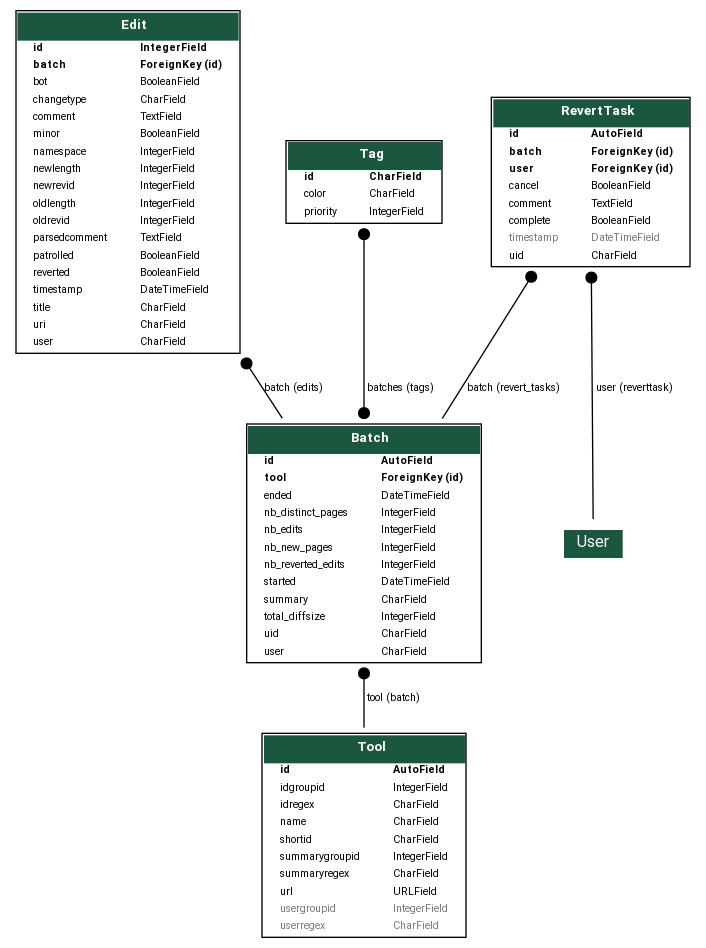 Edit
id IntegerField
batch ForeignKey (id)
bot BooleanField
changetype CharField
comment TextField
minor BooleanField
namespace IntegerField
newlength IntegerField
newrevid IntegerField
oldlength IntegerField
oldrevid IntegerField
parsedcomment TextField
patrolled BooleanField
reverted BooleanField
timestamp DateTimeField
title CharField
uri CharField
user CharField
Tag
id CharField
color CharField
priority IntegerField
RevertTask
id AutoField
batch ForeignKey (id)
user ForeignKey (id)
cancel BooleanField
comment TextField
complete BooleanField
timestamp DateTimeField
uid CharField
batch (edits)
batches (tags)
batch (revert_tasks)
user (reverttask)
Batch
id AutoField
tool ForeignKey (id)
ended DateTimeField
nb_distinct_pages IntegerField
nb_edits IntegerField
nb_new_pages IntegerField
nb_reverted_edits IntegerField
started DateTimeField
summary CharField
total_diffsize IntegerField
uid CharField
user CharField
User
tool (batch)
Tool
id AutoField
idgroupid IntegerField
idregex CharField
name CharField
shortid CharField
summarygroupid IntegerField
summaryregex CharField
url URLField
usergroupid IntegerField
userregex CharField